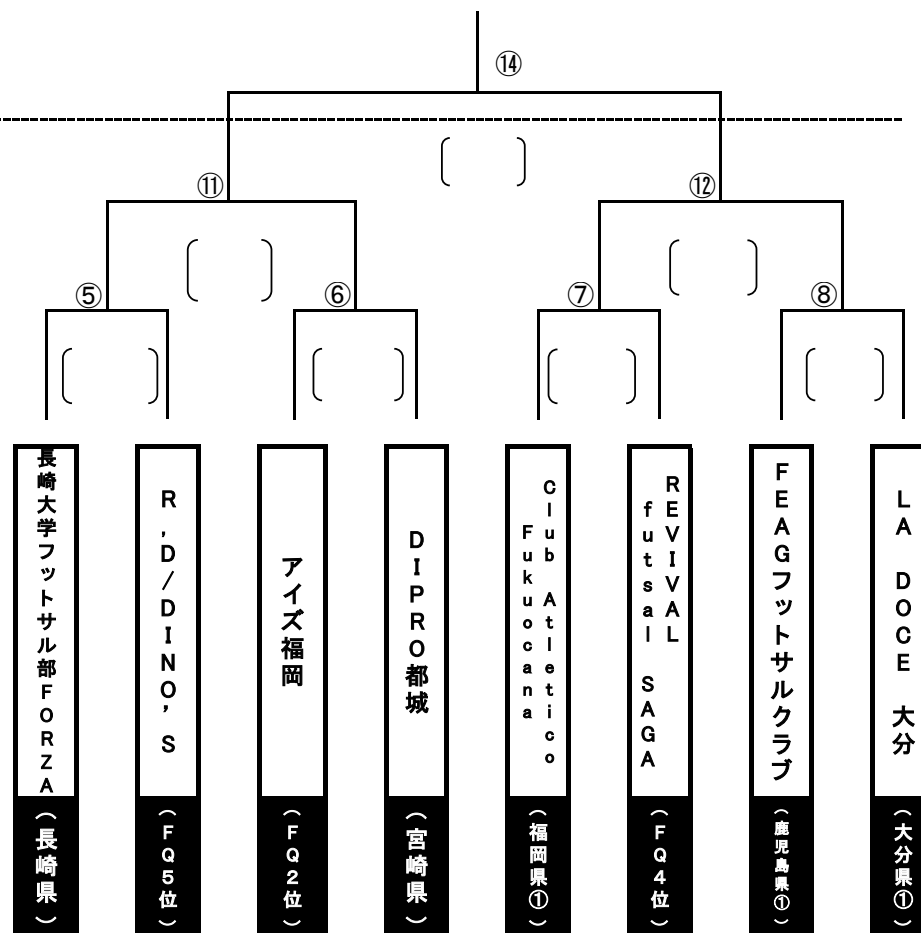 ⑭
⑪
⑫
⑤
⑥
⑦
⑧
長崎大学フットサル部FORZA
(長崎県)
R,D/DINO'S
(FQ5位)
アイズ福岡
(FQ2位)
DIPRO都城
(宮崎県)
Club Atletico
Fukuocana
(福岡県①)
REVIVAL
futsal SAGA
(FQ4位)
FEAGフットサルクラブ
(鹿児島県①)
LA DOCE 大分
(大分県①)